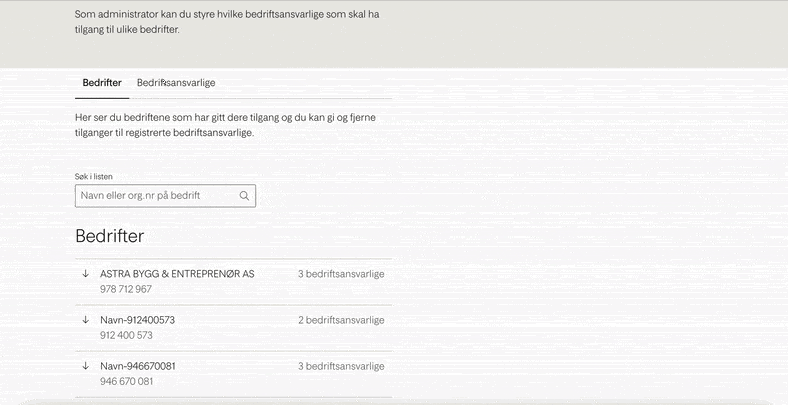 Som administrator kan du styre hvilke bedriftsansvarlige som skal ha
tilgang til ulike bedrifter.
Bedrifter Bedriftsansvarlige
Her ser du bedriftene som har gitt dere tilgang og du kan gi og fjerne
tilganger til registrerte bedriftsansvarlige.
Søk i listen
Navn eller org.nr på bedrift
Bedrifter
ASTRA BYGG & ENTREPRENØR AS 3 bedriftsansvarlige
978 712 967
Navn-912400573 2 bedriftsansvarlige
912 400 573
Navn-946670081 3 bedriftsansvarlige
946 670 081